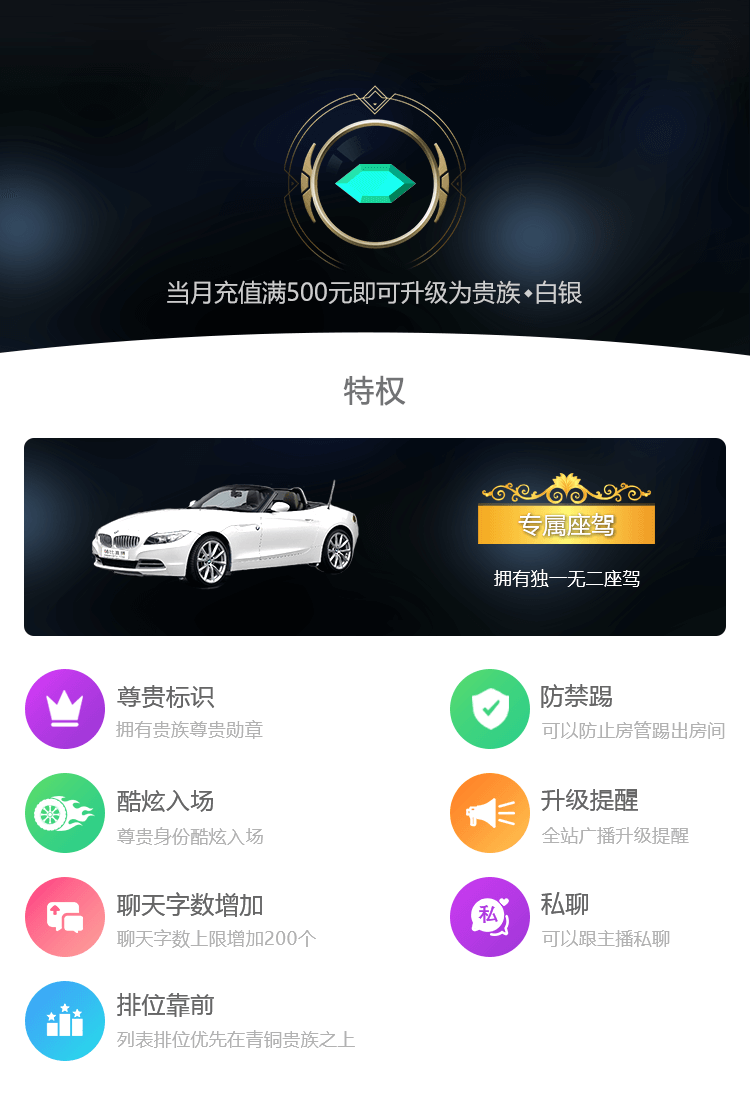 当月充值满500元即可升级为贵族◆白银
特权
专属座驾
拥有独一无二座驾
尊贵标识
拥有贵族尊贵勋章
防禁踢
可以防止房管踢出房间
酷炫入场
尊贵身份酷炫入场
升级提醒
全站广播升级提醒
聊天字数增加
聊天字数上限增加200个
私
私聊
可以跟主播私聊
排位靠前
列表排位优先在青铜贵族之上